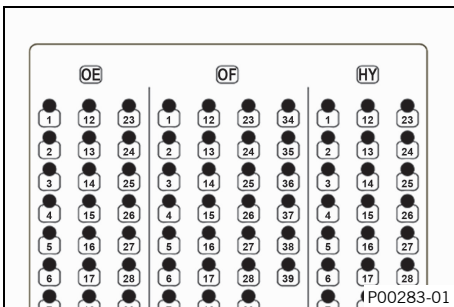 OE OF HY
1 12 23 1 12 23 34 1 12 23
2 13 24 2 13 24 35 2 13 24
3 14 25 3 14 25 36 3 14 25
4 15 26 4 15 26 37 4 15 26
5 16 27 5 16 27 38 5 16 27
6 17 28 6 17 28 39 6 17 28
P00283-01